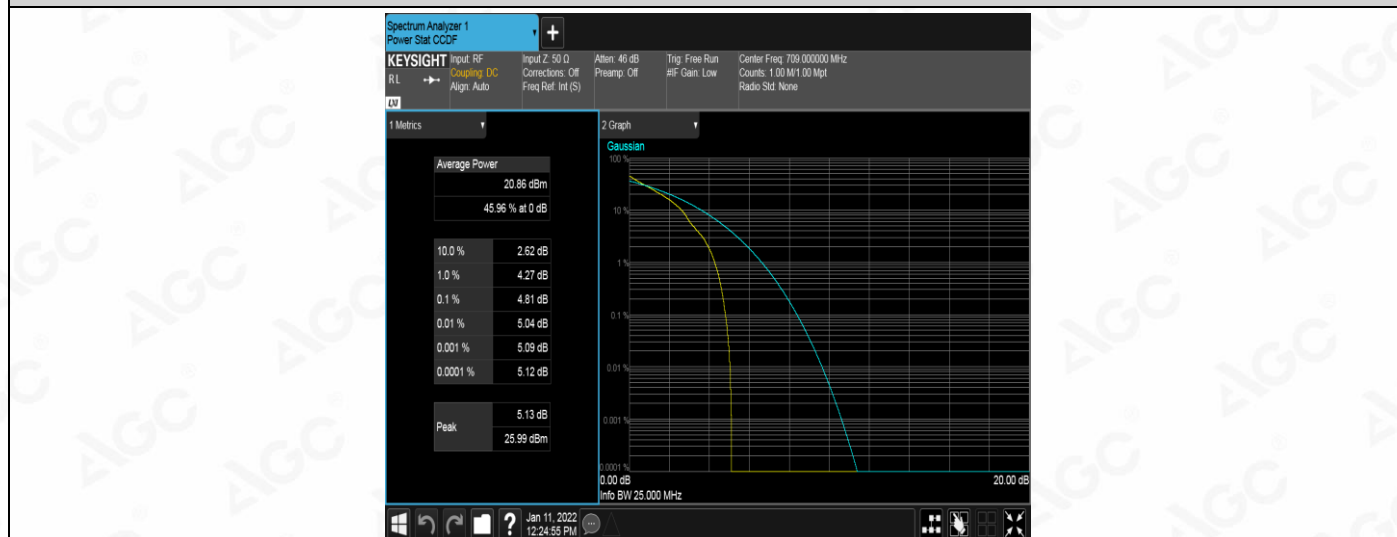 Spectrum Analyzer 1
Power Stat CCDF
+
KEYSIGHT Input: RF Input Z: 50 Ω Atten: 46 dB Trig: Free Run Center Freq: 709.000000 MHz
RL Coupling: DC Corrections: Off Preamp: Off #IF Gain: Low Counts: 1.00 M/1.00 Mpt
Align: Auto Freq Ref: Int (S) Radio Std: None
LXI
1 Metrics
Average Power
20.86 dBm
45.96 % at 0 dB
10.0 % 2.62 dB
1.0 % 4.27 dB
0.1 % 4.81 dB
0.01 % 5.04 dB
0.001 % 5.09 dB
0.0001 % 5.12 dB
Peak 5.13 dB
25.99 dBm
2 Graph
Gaussian
100 %
10 %
1 %
0.1 %
0.01 %
0.001 %
0.0001 %
0.00 dB 20.00 dB
Info BW 25.000 MHz
? Jan 11, 2022
12:24:55 PM
AGC